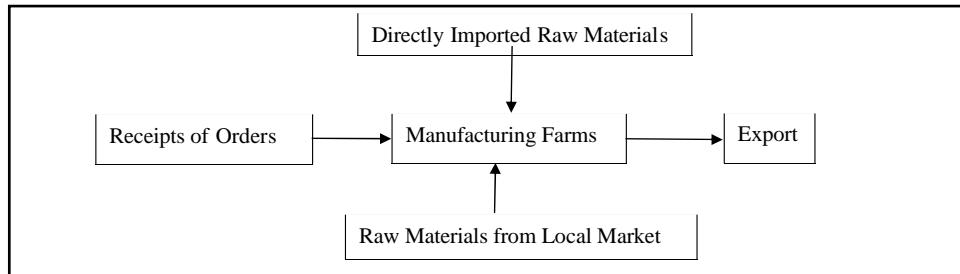 Directly Imported Raw Materials
Receipts of Orders
Manufacturing Farms
Export
Raw Materials from Local Market